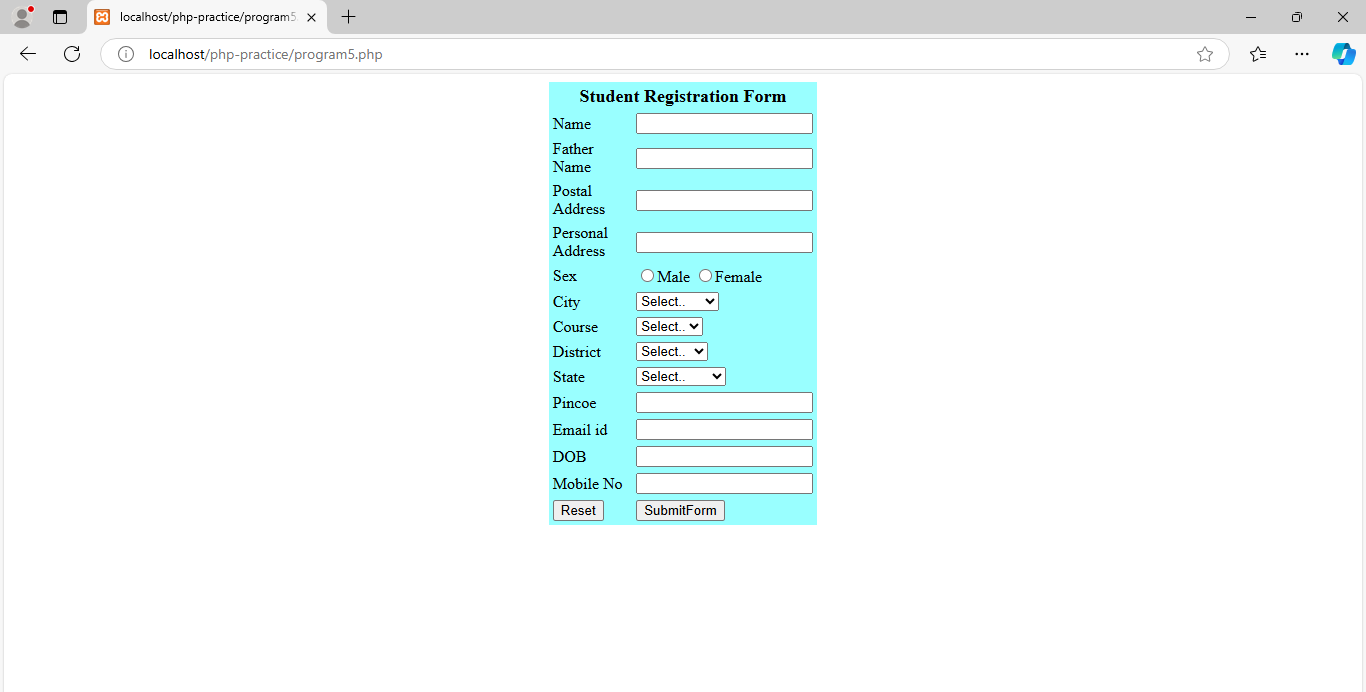 localhost/php-practice/program5
localhost/php-practice/program5.php
Student Registration Form
Name
Father
Name
Postal
Address
Personal
Address
Sex Male Female
City Select..
Course Select..
District Select..
State Select..
Pincoe
Email id
DOB
Mobile No
Reset SubmitForm